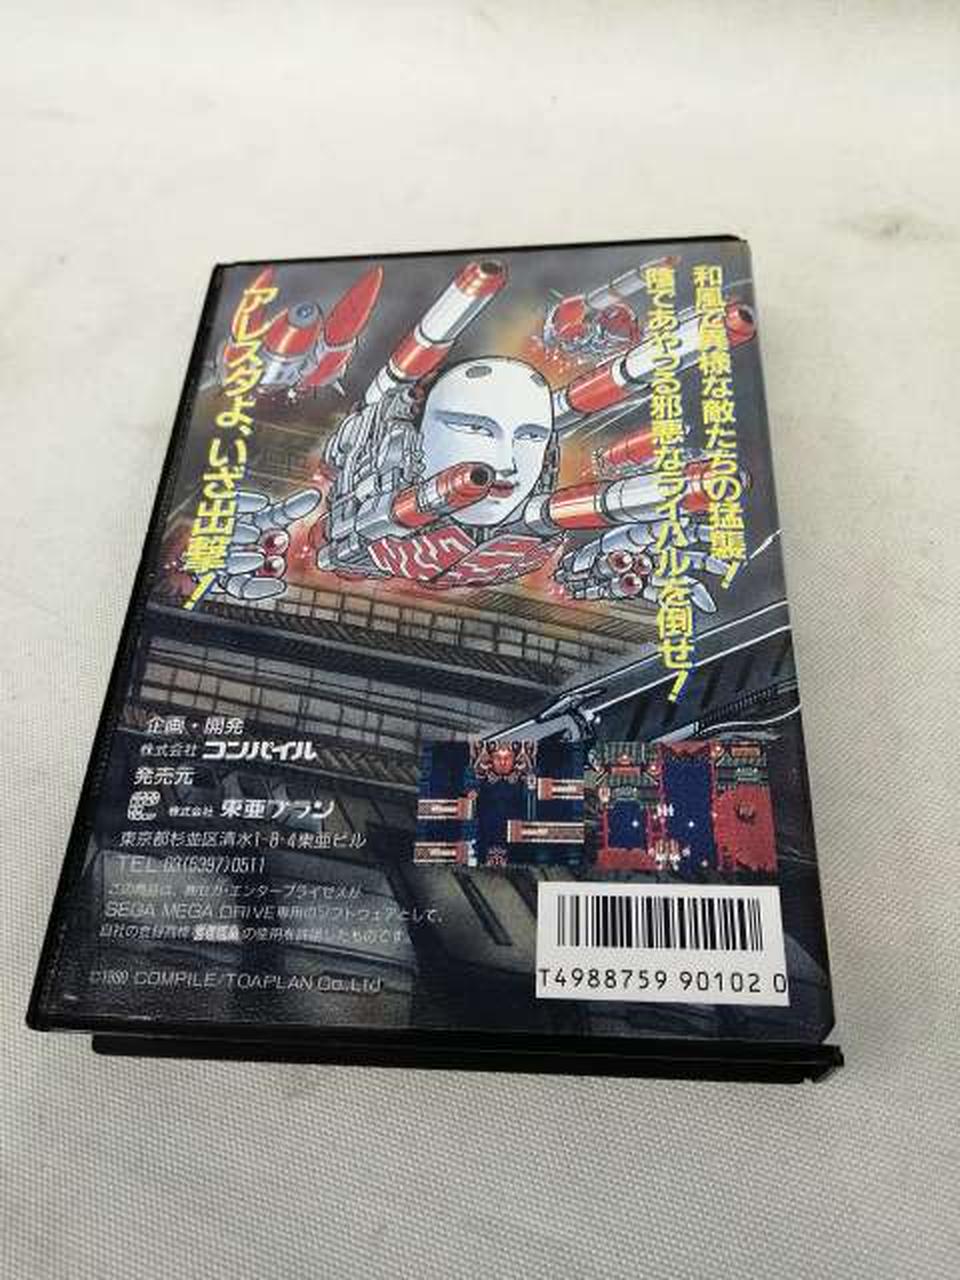 和風で異様な敵たちの猛襲!
陰であやつる邪悪なライバルを倒せ!
アレスタよ、いざ出撃!
企画・開発
株式会社 コンパイル
発売元
株式会社 東亜プラン
東京都杉並区清水1-8-4東亜ビル
TEL 03(5397)0511
この商品は、㈱セガ・エンタープライゼスが
SEGA MEGA DRIVE専用のソフトウェアとして、
自社の登録商標 の使用を許諾したものです。
COMPILE/TOAPLAN Co.,Ltd
T4988759 90102 0